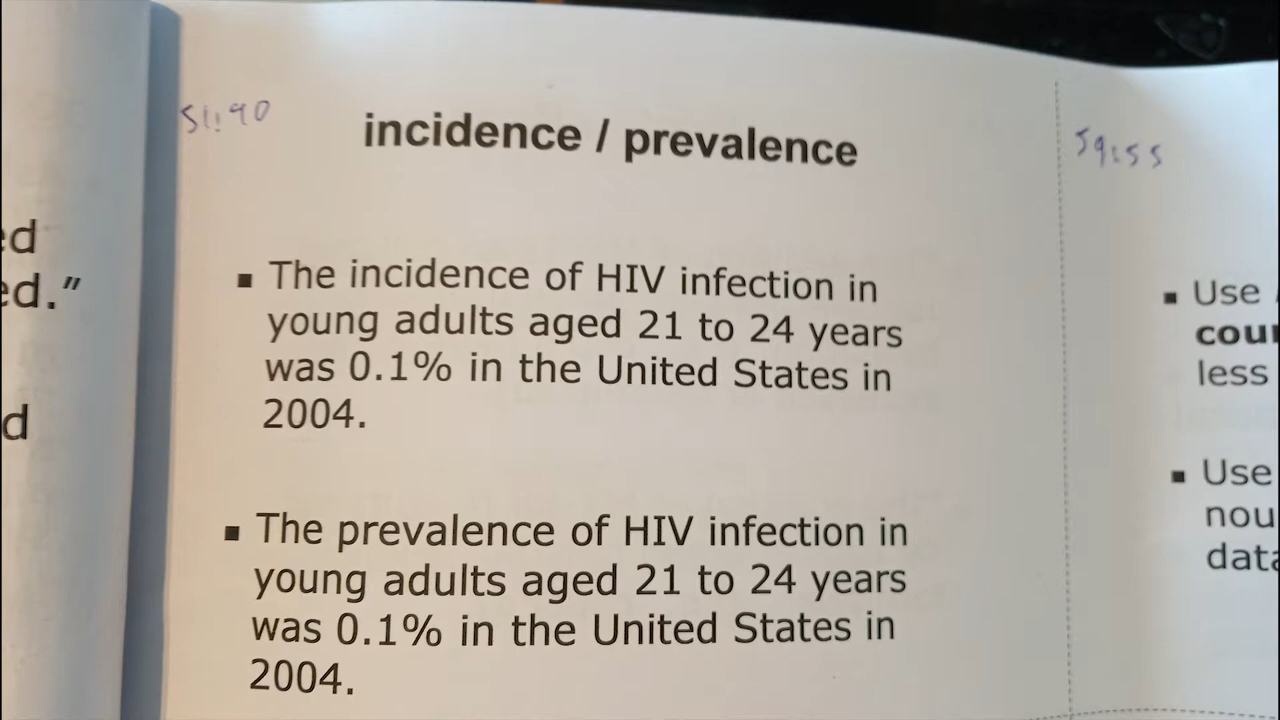 ed
ed.”
d
51:90
incidence / prevalence
▪ The incidence of HIV infection in
young adults aged 21 to 24 years
was 0.1% in the United States in
2004.
▪ The prevalence of HIV infection in
young adults aged 21 to 24 years
was 0.1% in the United States in
2004.
59:55
▪ Use
cour
less
▪ Use
nou
data